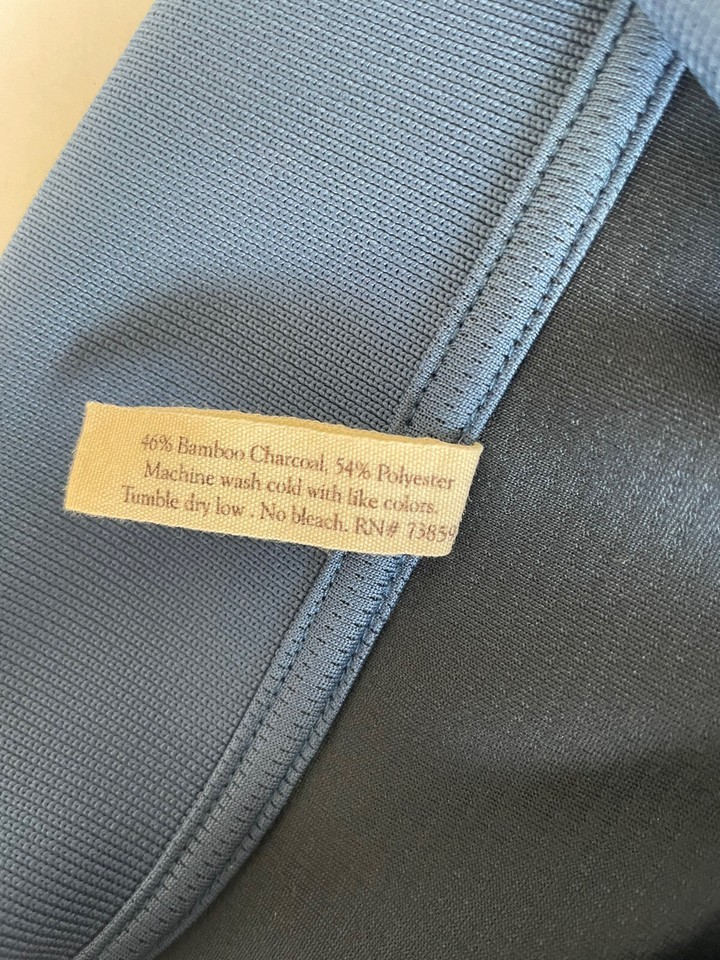 46% Bamboo Charcoal, 54% Polyester
Machine wash cold with like colors.
Tumble dry low . No bleach. RN#